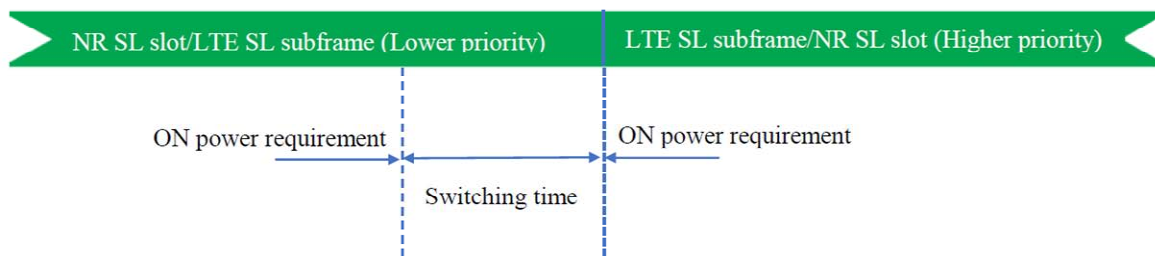 NR SL slot/LTE SL subframe (Lower priority)
LTE SL subframe/NR SL slot (Higher priority)
ON power requirement
ON power requirement
Switching time